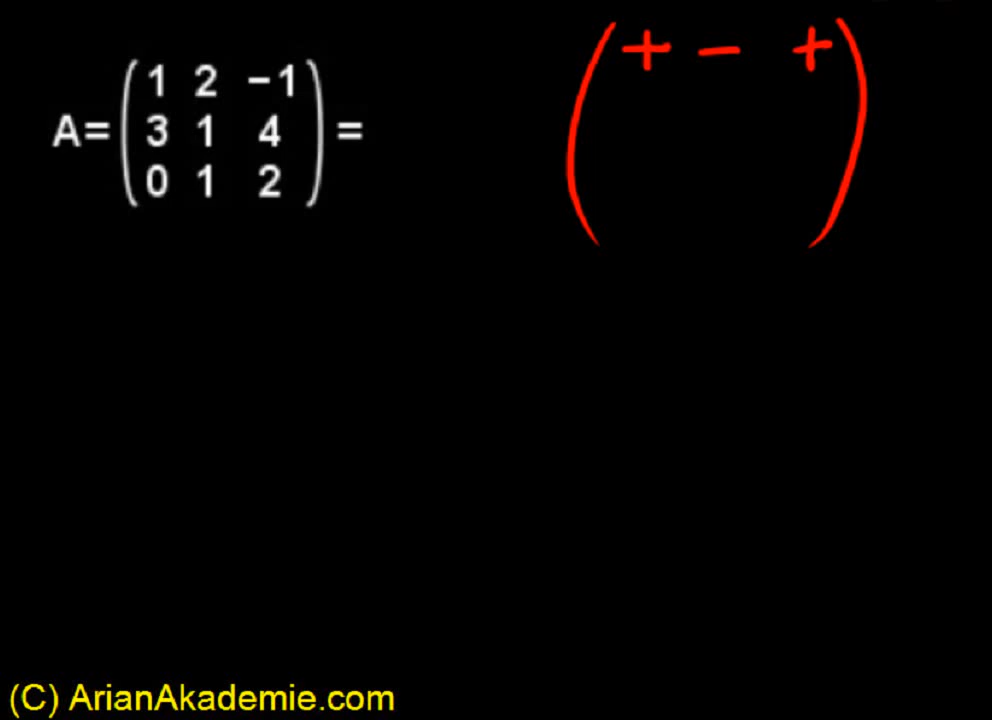 A= ( 1 2 −1 ) = ( + − + )
3 1 4
0 1 2
(C) ArianAkademie.com